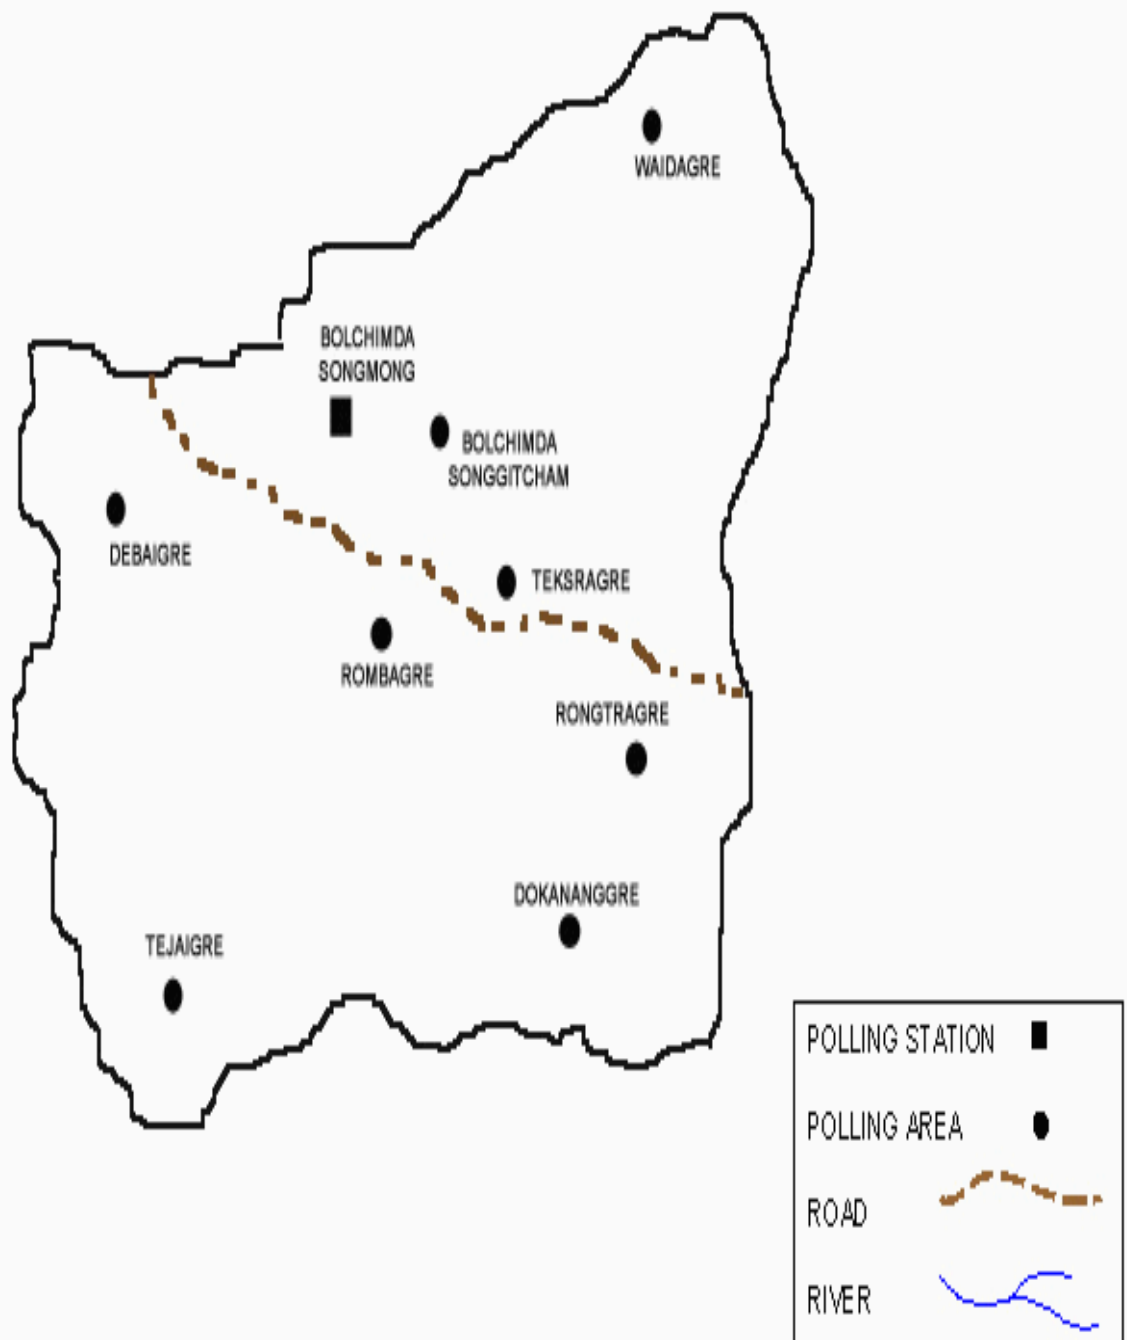 WAIDAGRE
BOLCHIMDA
SONGMONG
BOLCHIMDA
SONGGITCHAM
DEBAIGRE
TEKSRAGRE
ROMBAGRE
RONGTRAGRE
DOKANANGGRE
TEJAIGRE
POLLING STATION
POLLING AREA
ROAD
RIVER